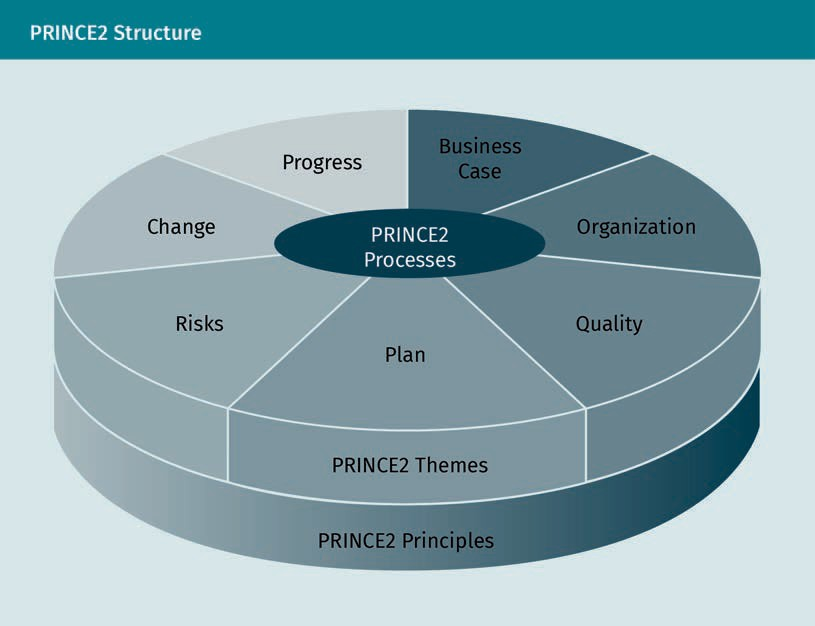 PRINCE2 Structure
Progress
Business
Case
Change
Organization
PRINCE2
Processes
Risks
Quality
Plan
PRINCE2 Themes
PRINCE2 Principles